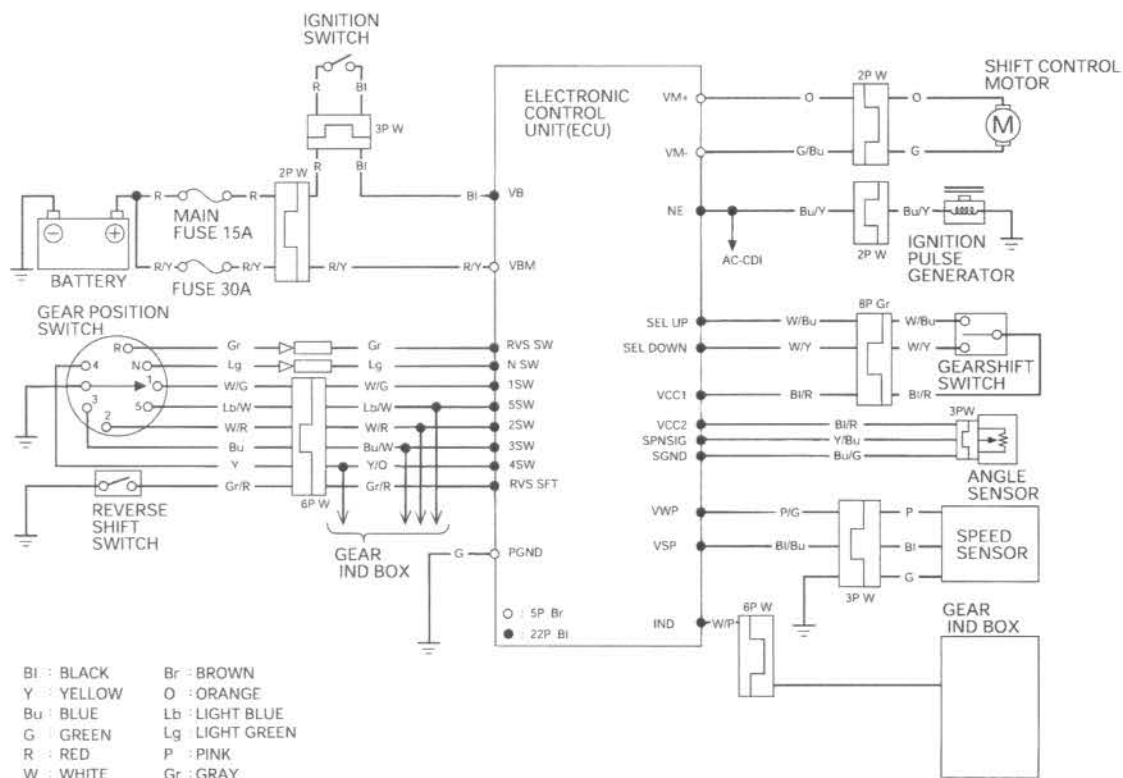 IGNITION
SWITCH
R
Bl
3P W
R
Bl
2P W
R
MAIN
FUSE 15A
R
Bl
VB
BATTERY
R/Y
FUSE 30A
R/Y
R/Y
R/Y
VBM
ELECTRONIC
CONTROL
UNIT(ECU)
VM+
O
2P W
O
SHIFT CONTROL
MOTOR
M
VM-
G/Bu
G
NE
Bu/Y
Bu/Y
AC-CDI
2P W
IGNITION
PULSE
GENERATOR
GEAR POSITION
SWITCH
R
4
N
1
3
2
5
Gr
Gr
RVS SW
Lg
Lg
N SW
W/G
W/G
1SW
Lb/W
Lb/W
5SW
W/R
W/R
2SW
Bu
Bu/W
3SW
Y
Y/O
4SW
Gr/R
Gr/R
RVS SFT
6P W
REVERSE
SHIFT
SWITCH
GEAR
IND BOX
G
PGND
: 5P Br
: 22P Bl
8P Gr
SEL UP
W/Bu
W/Bu
SEL DOWN
W/Y
W/Y
GEARSHIFT
SWITCH
VCC1
Bl/R
Bl/R
VCC2
Bl/R
3PW
SPNSIG
Y/Bu
SGND
Bu/G
ANGLE
SENSOR
VWP
P/G
P
VSP
Bl/Bu
Bl
G
SPEED
SENSOR
3P W
IND
W/P
6P W
GEAR
IND BOX
Bl : BLACK
Br : BROWN
Y : YELLOW
O : ORANGE
Bu : BLUE
Lb : LIGHT BLUE
G : GREEN
Lg : LIGHT GREEN
R : RED
P : PINK
W : WHITE
Gr : GRAY